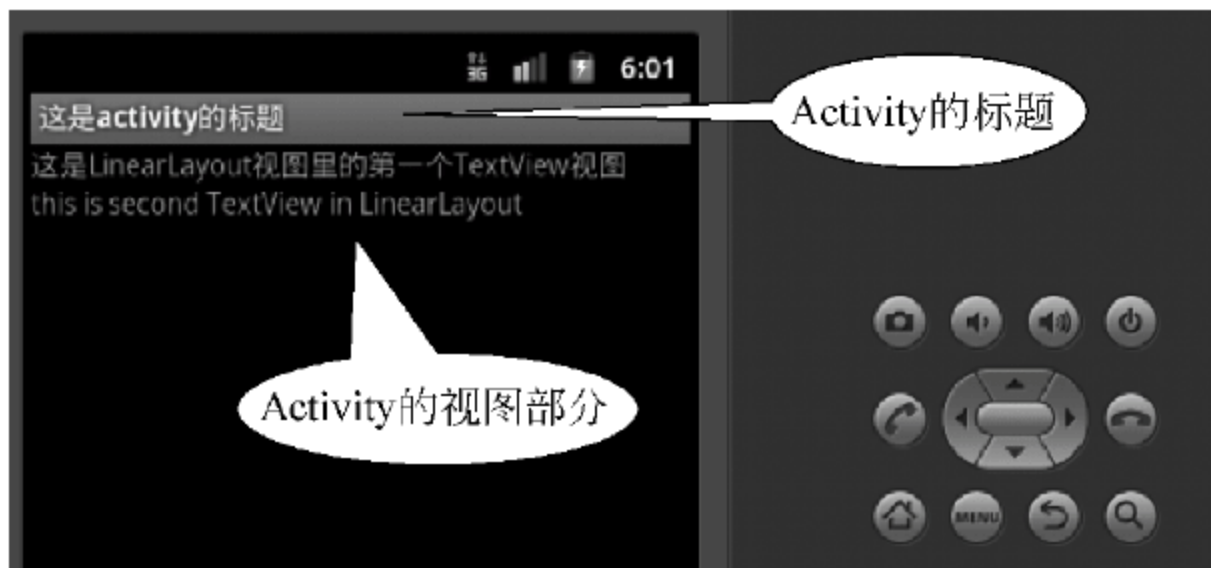 3G 6:01
这是activity的标题
Activity的标题
这是LinearLayout视图里的第一个TextView视图
this is second TextView in LinearLayout
Activity的视图部分
MENU